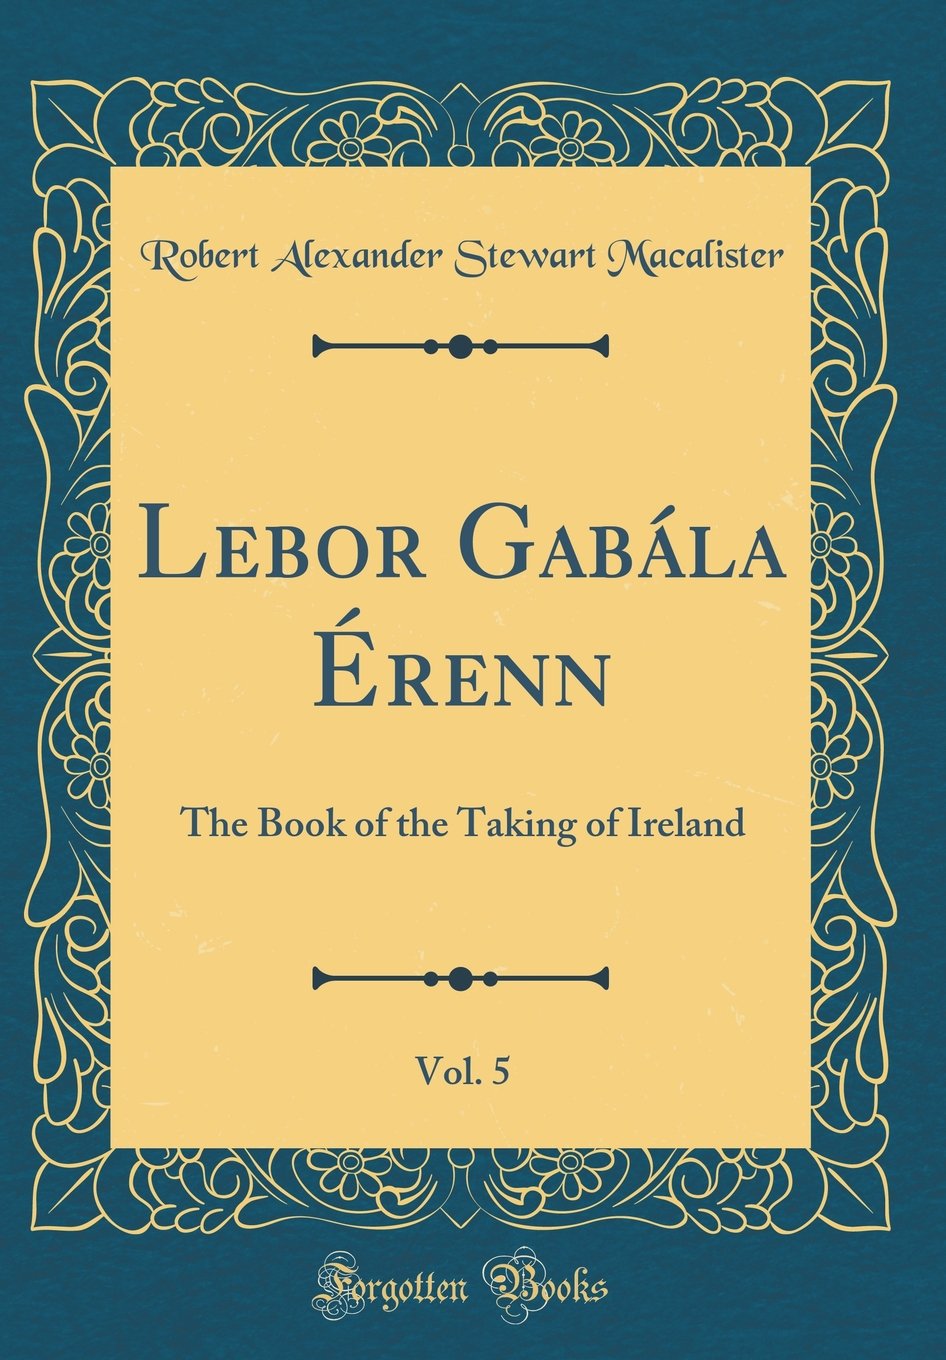 Robert Alexander Stewart Macalister
Lebor Gabála
Érenn
The Book of the Taking of Ireland
Vol. 5
Forgotten Books